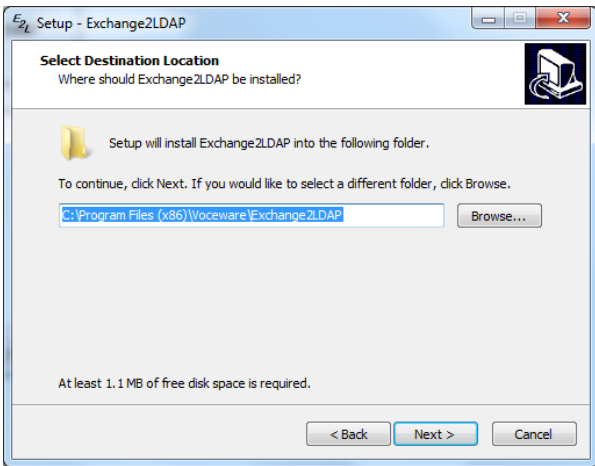 E2L Setup - Exchange2LDAP
Select Destination Location
Where should Exchange2LDAP be installed?
Setup will install Exchange2LDAP into the following folder.
To continue, click Next. If you would like to select a different folder, click Browse.
C:\Program Files (x86)\Voceware\Exchange2LDAP
Browse...
At least 1.1 MB of free disk space is required.
< Back
Next >
Cancel